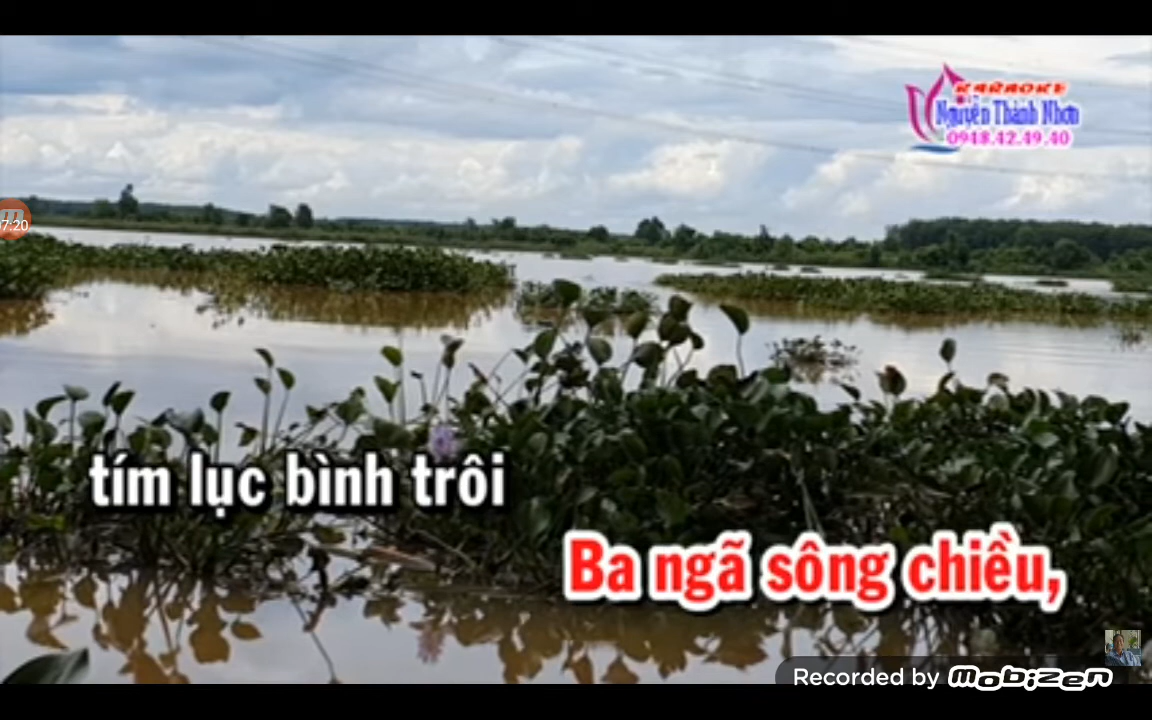 KARAOKE
Nguyễn Thành Nhơn
0948.42.49.40
07:20
tím lục bình trôi
Ba ngã sông chiều,
Recorded by mobizen